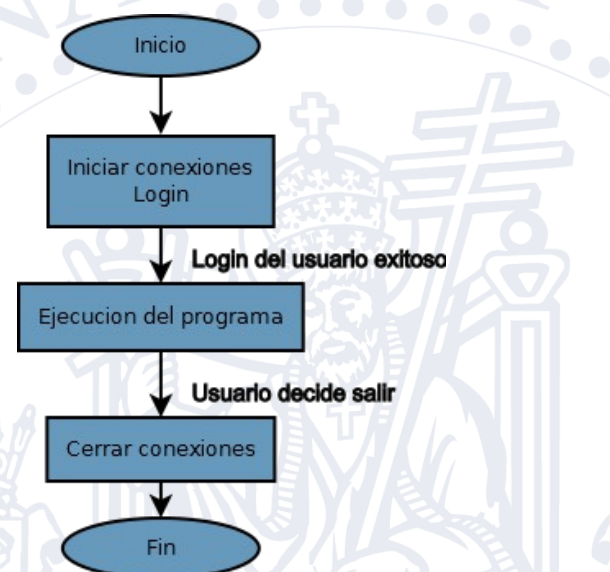 Inicio
Iniciar conexiones
Login
Login del usuario exitoso
Ejecucion del programa
Usuario decide salir
Cerrar conexiones
Fin